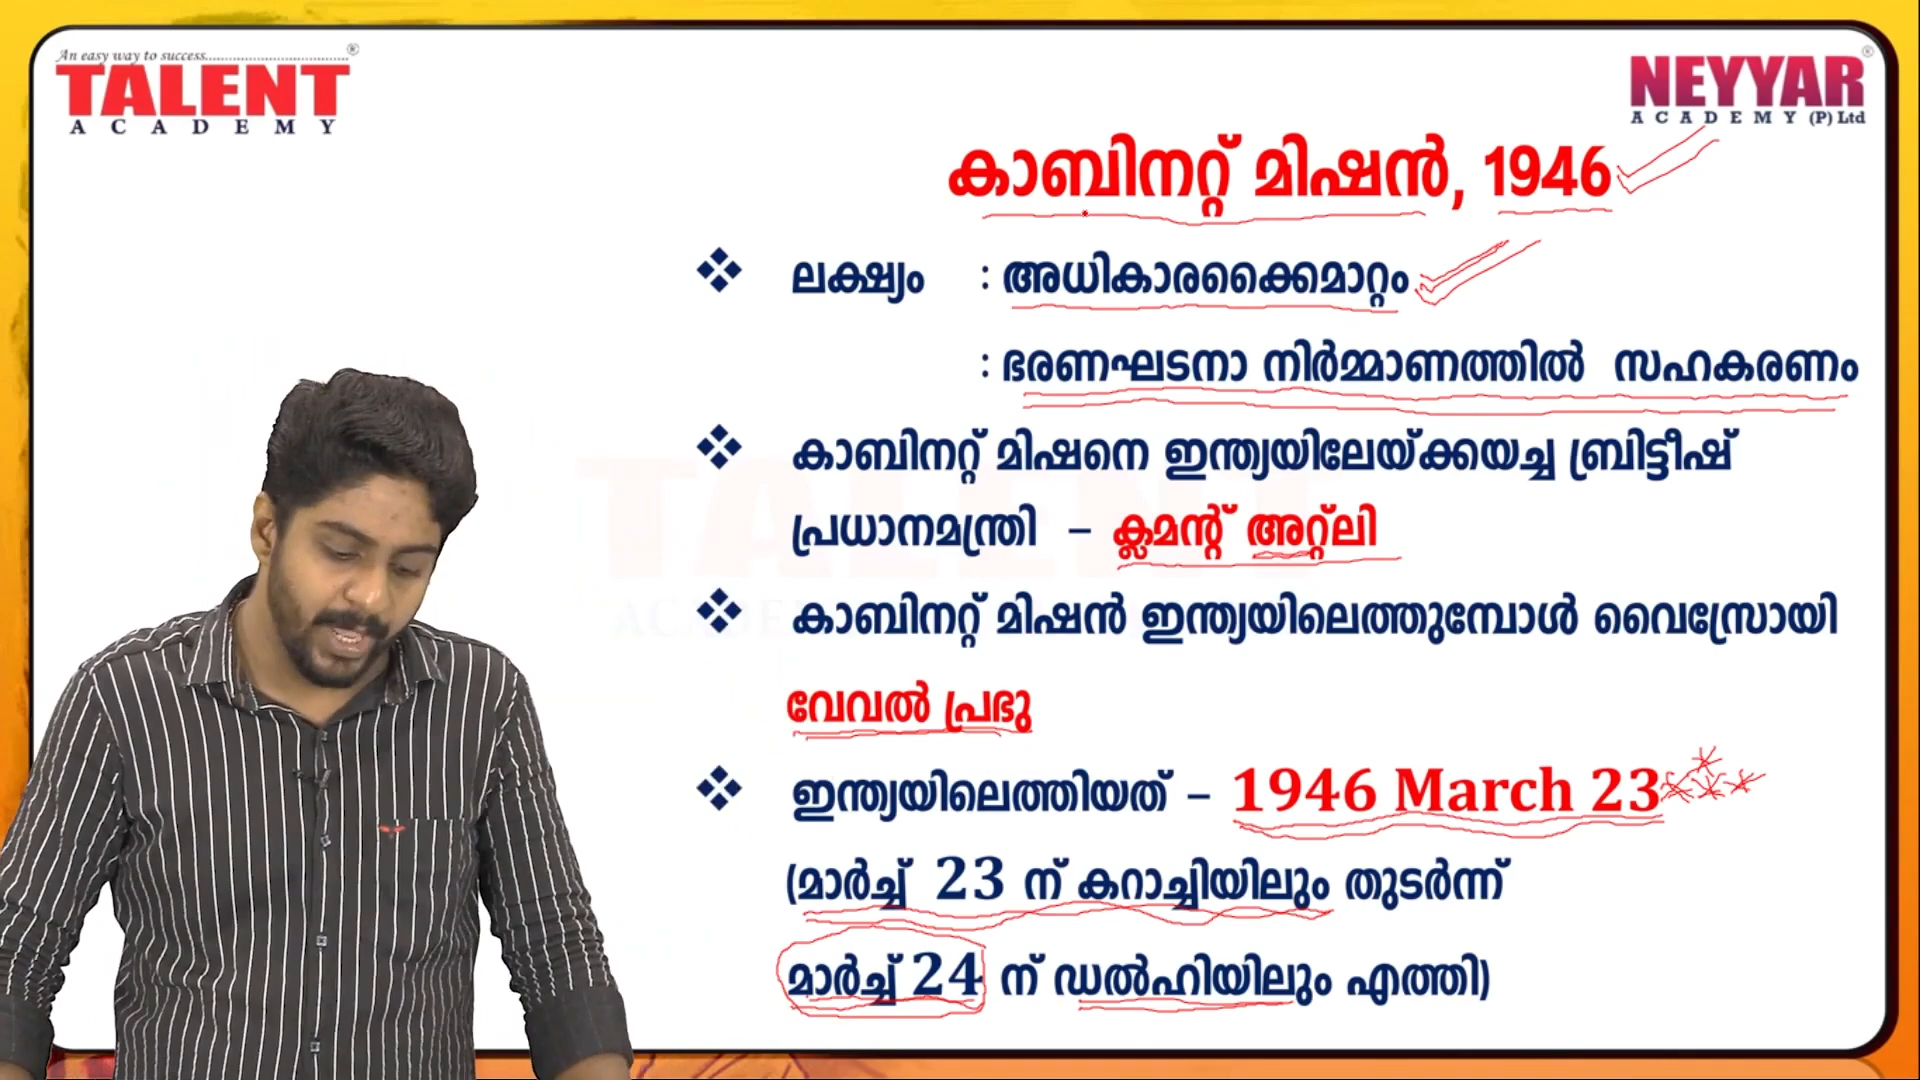 An easy way to success
TALENT
ACADEMY
NEYYAR
ACADEMY (P) Ltd
കാബിനറ്റ് മിഷൻ, 1946
❖ ലക്ഷ്യം : അധികാരക്കൈമാറ്റം
: ഭരണഘടനാ നിർമ്മാണത്തിൽ സഹകരണം
❖ കാബിനറ്റ് മിഷനെ ഇന്ത്യയിലേയ്ക്കയച്ച ബ്രിട്ടീഷ്
പ്രധാനമന്ത്രി – ക്ലമന്റ് അറ്റ്ലി
❖ കാബിനറ്റ് മിഷൻ ഇന്ത്യയിലെത്തുമ്പോൾ വൈസ്രോയി
വേവൽ പ്രഭു
❖ ഇന്ത്യയിലെത്തിയത് – 1946 March 23
(മാർച്ച് 23 ന് കറാച്ചിയിലും തുടർന്ന്
മാർച്ച് 24 ന് ഡൽഹിയിലും എത്തി)
TALENT
ACADE